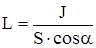 L = J / (S · cosα)